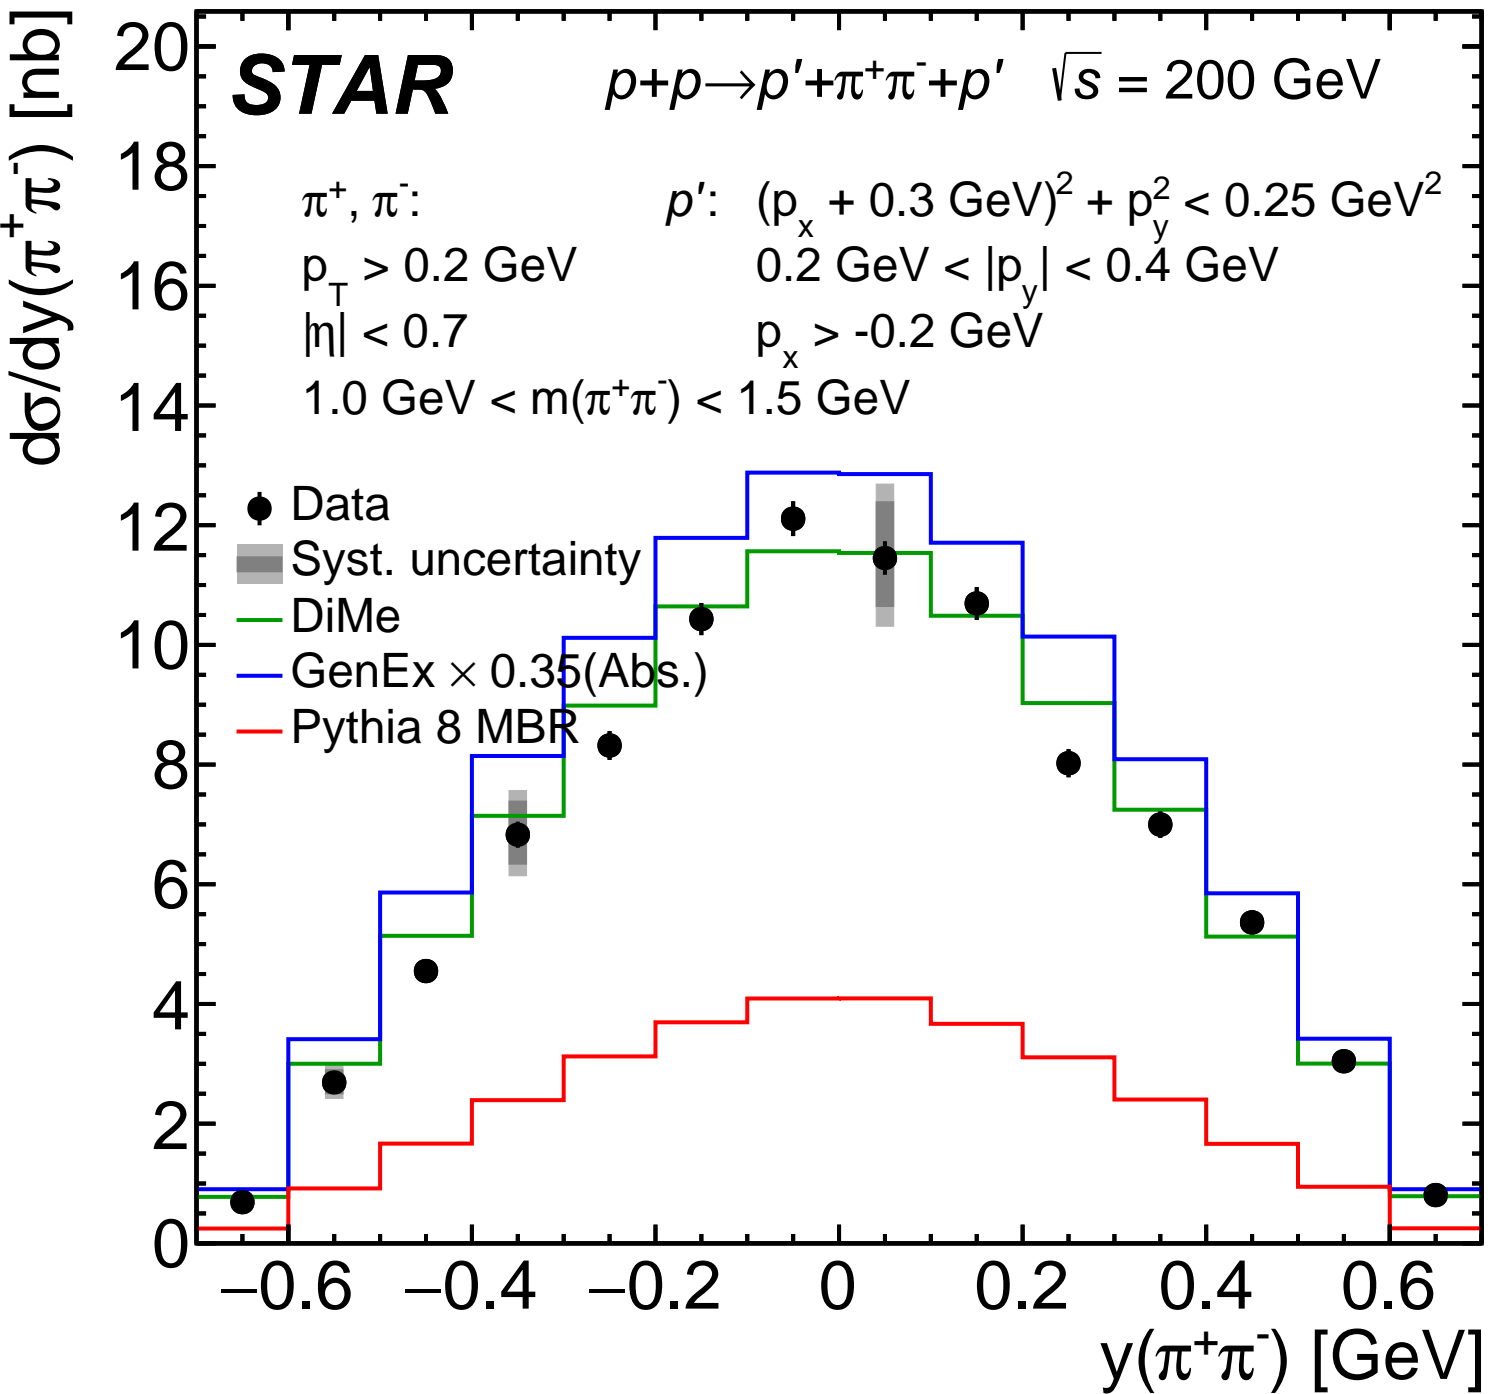 dσ/dy(π⁺π⁻) [nb]
STAR p+p→p′+π⁺π⁻+p′ √s = 200 GeV
π⁺, π⁻: p′: (pₓ + 0.3 GeV)² + p_y² < 0.25 GeV²
p_T > 0.2 GeV 0.2 GeV < |p_y| < 0.4 GeV
|η| < 0.7 pₓ > -0.2 GeV
1.0 GeV < m(π⁺π⁻) < 1.5 GeV
Data
Syst. uncertainty
DiMe
GenEx × 0.35(Abs.)
Pythia 8 MBR
20
18
16
14
12
10
8
6
4
2
0
−0.6 −0.4 −0.2 0 0.2 0.4 0.6
y(π⁺π⁻) [GeV]